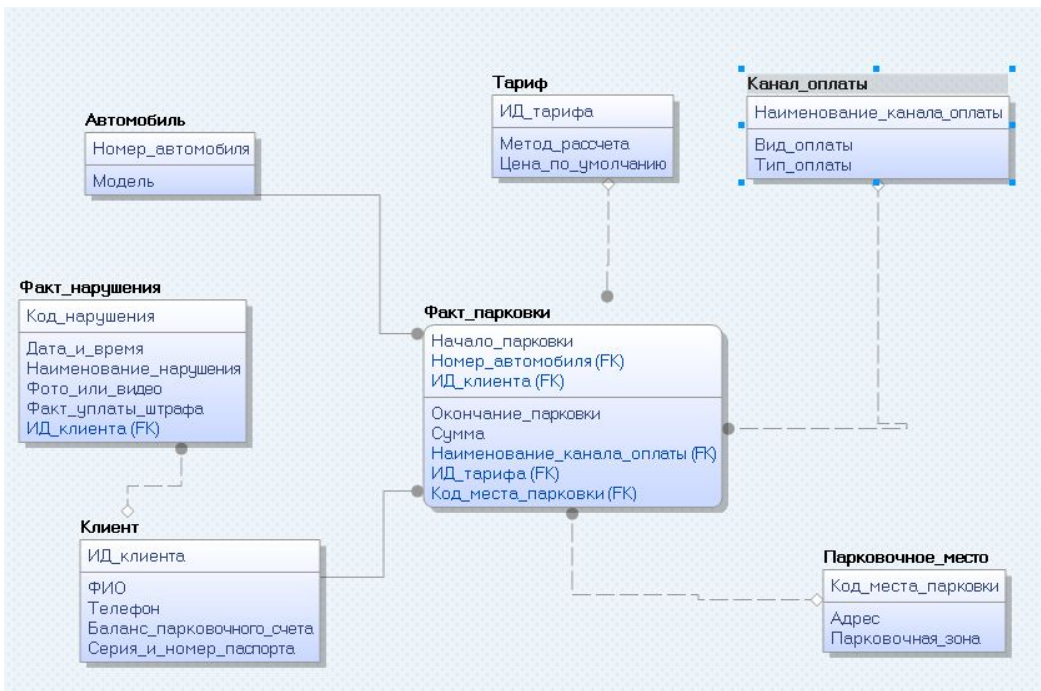 Автомобиль
Номер_автомобиля
Модель
Тариф
ИД_тарифа
Метод_рассчета
Цена_по_умолчанию
Канал_оплаты
Наименование_канала_оплаты
Вид_оплаты
Тип_оплаты
Факт_нарушения
Код_нарушения
Дата_и_время
Наименование_нарушения
Фото_или_видео
Факт_уплаты_штрафа
ИД_клиента (FK)
Факт_парковки
Начало_парковки
Номер_автомобиля (FK)
ИД_клиента (FK)
Окончание_парковки
Сумма
Наименование_канала_оплаты (FK)
ИД_тарифа (FK)
Код_места_парковки (FK)
Клиент
ИД_клиента
ФИО
Телефон
Баланс_парковочного_счета
Серия_и_номер_паспорта
Парковочное_место
Код_места_парковки
Адрес
Парковочная_зона